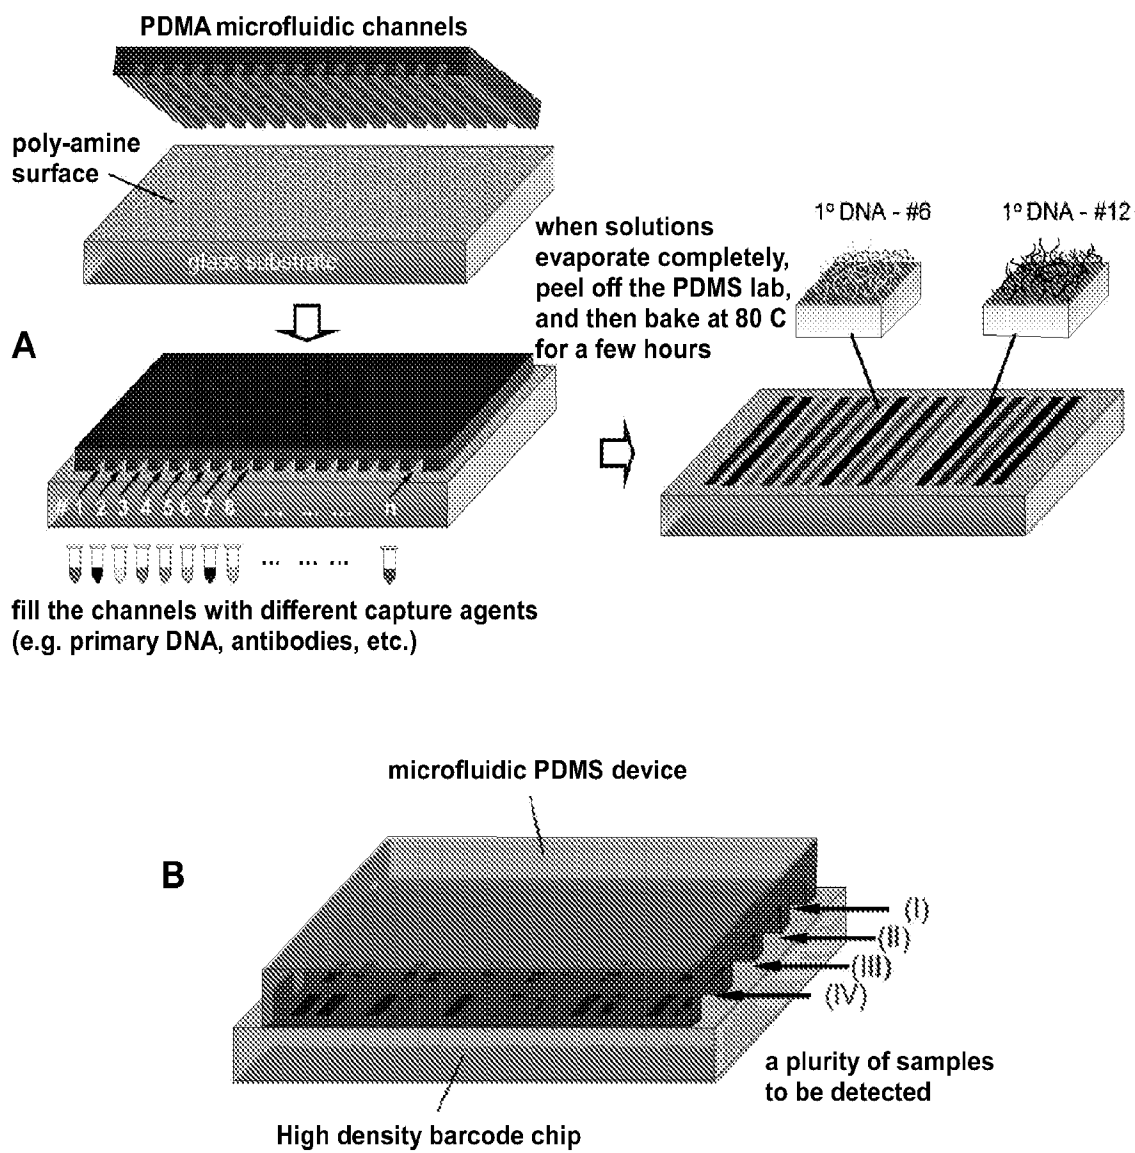 PDMA microfluidic channels
poly-amine
surface
glass substrate
A
# 1 2 3 4 5 6 7 8 ... ... ... n
... ... ...
fill the channels with different capture agents
(e.g. primary DNA, antibodies, etc.)
when solutions
evaporate completely,
peel off the PDMS lab,
and then bake at 80 C
for a few hours
1º DNA - #6
1º DNA - #12
microfluidic PDMS device
B
(I)
(II)
(III)
(IV)
a plurity of samples
to be detected
High density barcode chip